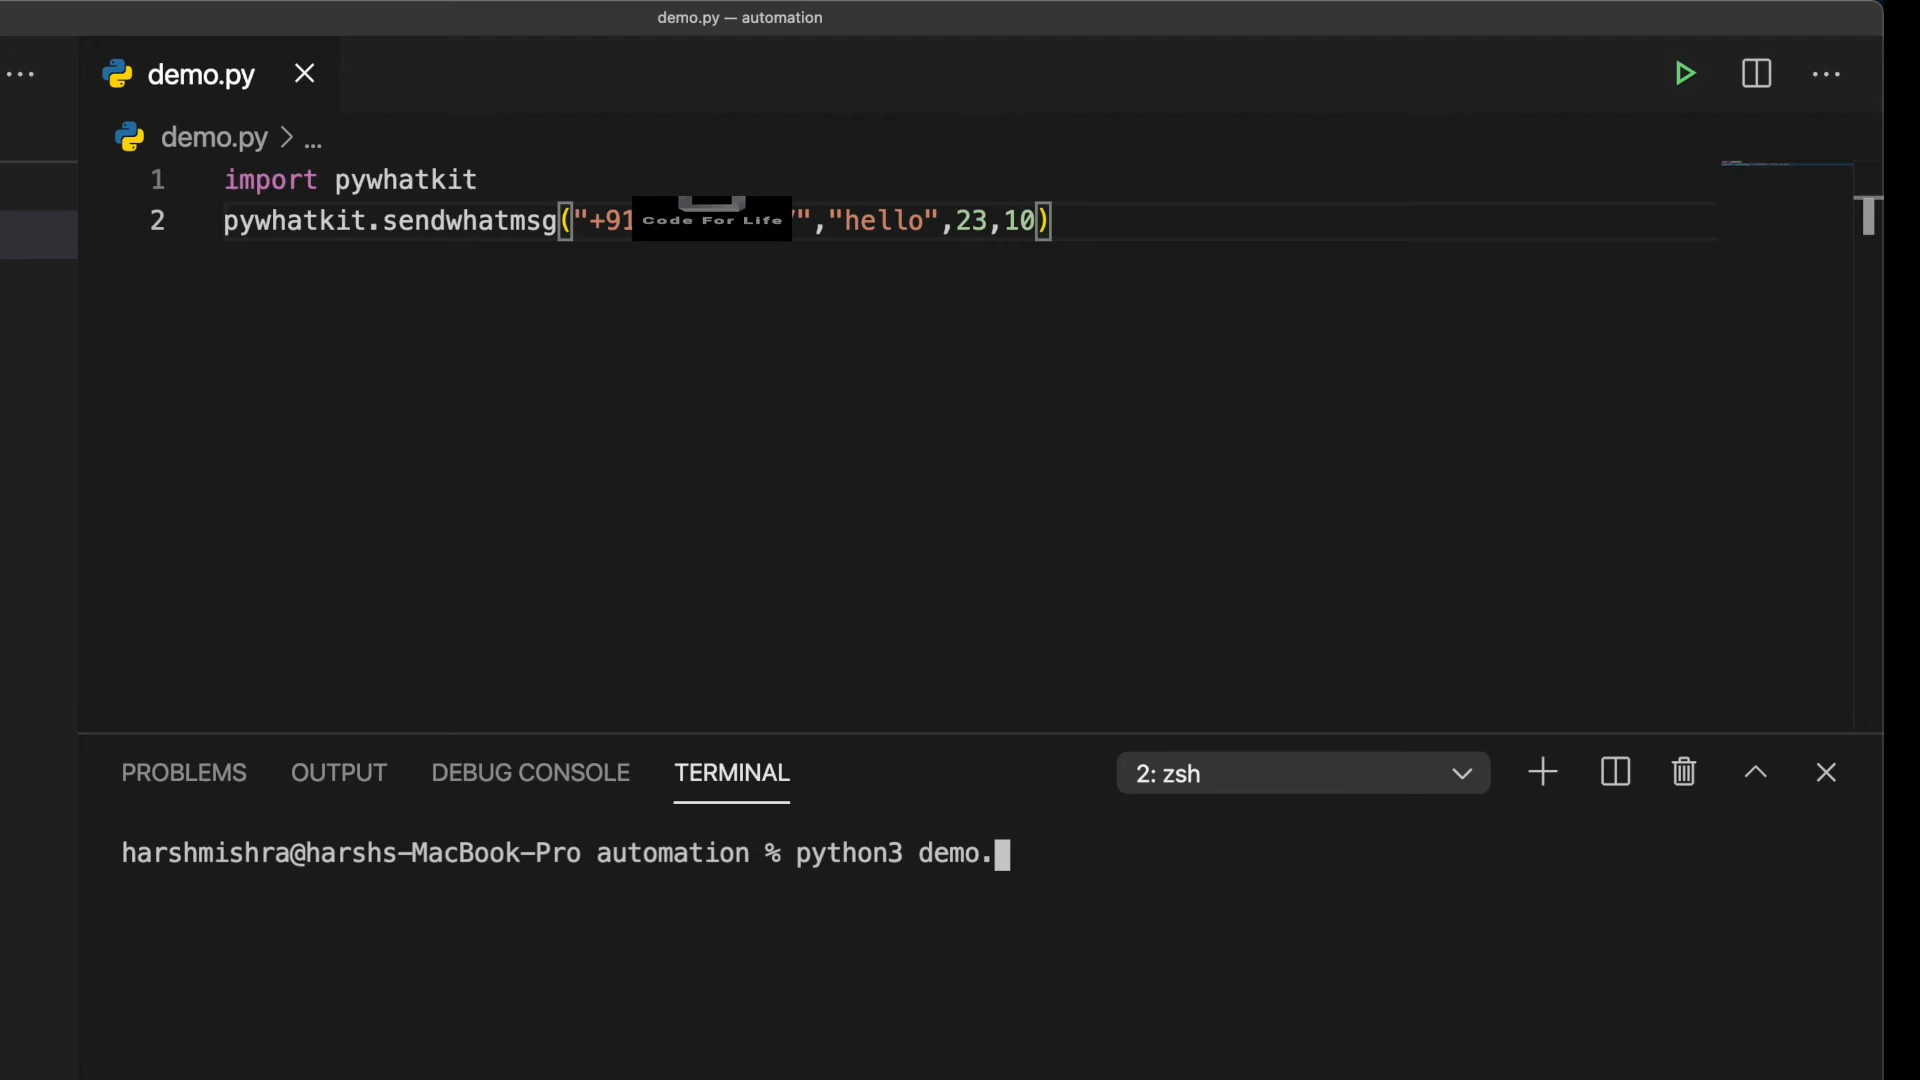 demo.py — automation
demo.py
demo.py > ...
1 import pywhatkit
2 pywhatkit.sendwhatmsg("+91 Code For Life ","hello",23,10)
PROBLEMS OUTPUT DEBUG CONSOLE TERMINAL 2: zsh
harshmishra@harshs-MacBook-Pro automation % python3 demo.